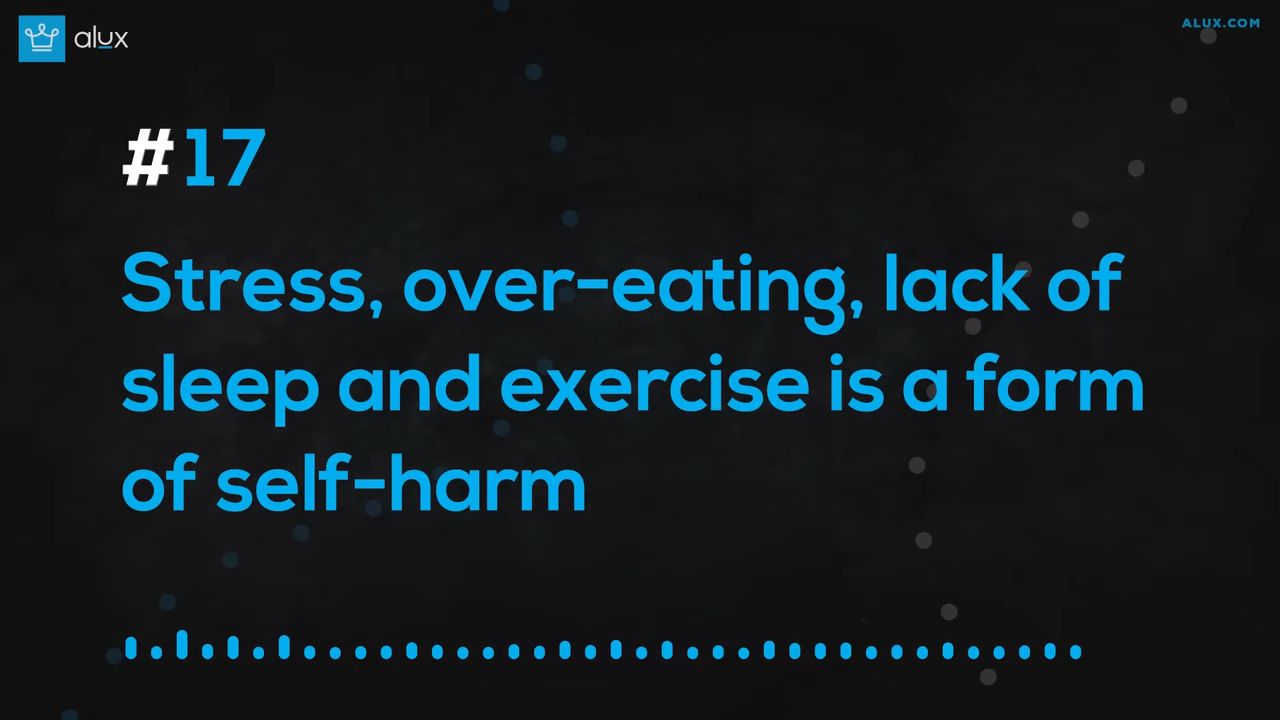 alux
ALUX.COM
#17
Stress, over-eating, lack of
sleep and exercise is a form
of self-harm